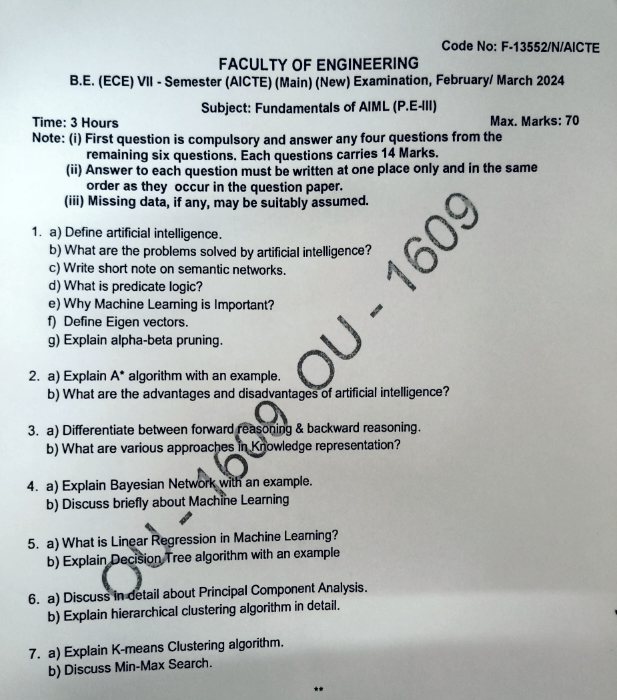 Code No: F-13552/N/AICTE
FACULTY OF ENGINEERING
B.E. (ECE) VII - Semester (AICTE) (Main) (New) Examination, February/ March 2024
Subject: Fundamentals of AIML (P.E-III)
Time: 3 Hours Max. Marks: 70
Note: (i) First question is compulsory and answer any four questions from the
remaining six questions. Each questions carries 14 Marks.
(ii) Answer to each question must be written at one place only and in the same
order as they occur in the question paper.
(iii) Missing data, if any, may be suitably assumed.
1. a) Define artificial intelligence.
b) What are the problems solved by artificial intelligence?
c) Write short note on semantic networks.
d) What is predicate logic?
e) Why Machine Learning is Important?
f) Define Eigen vectors.
g) Explain alpha-beta pruning.
2. a) Explain A* algorithm with an example.
b) What are the advantages and disadvantages of artificial intelligence?
3. a) Differentiate between forward reasoning & backward reasoning.
b) What are various approaches in Knowledge representation?
4. a) Explain Bayesian Network with an example.
b) Discuss briefly about Machine Learning
5. a) What is Linear Regression in Machine Learning?
b) Explain Decision Tree algorithm with an example
6. a) Discuss in detail about Principal Component Analysis.
b) Explain hierarchical clustering algorithm in detail.
7. a) Explain K-means Clustering algorithm.
b) Discuss Min-Max Search.
**
OU - 1609 OU - 1609